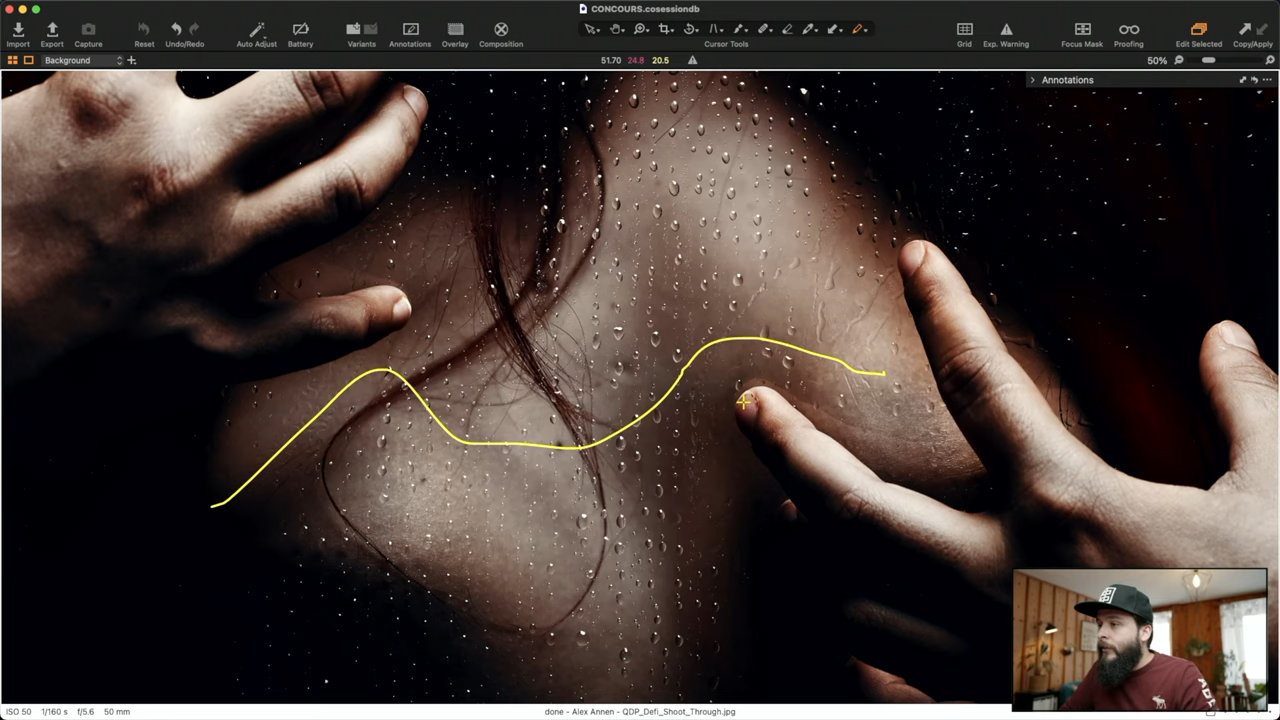 CONCOURS.cosessiondb
Import Export Capture Reset Undo/Redo Auto Adjust Battery Variants Annotations Overlay Composition Cursor Tools Grid Exp. Warning Focus Mask Proofing Edit Selected Copy/Apply
Background 51.70 24.8 20.5 50%
Annotations
ISO 50 1/160 s f/5.6 50 mm done - Alex Annen - QDP_Defi_Shoot_Through.jpg